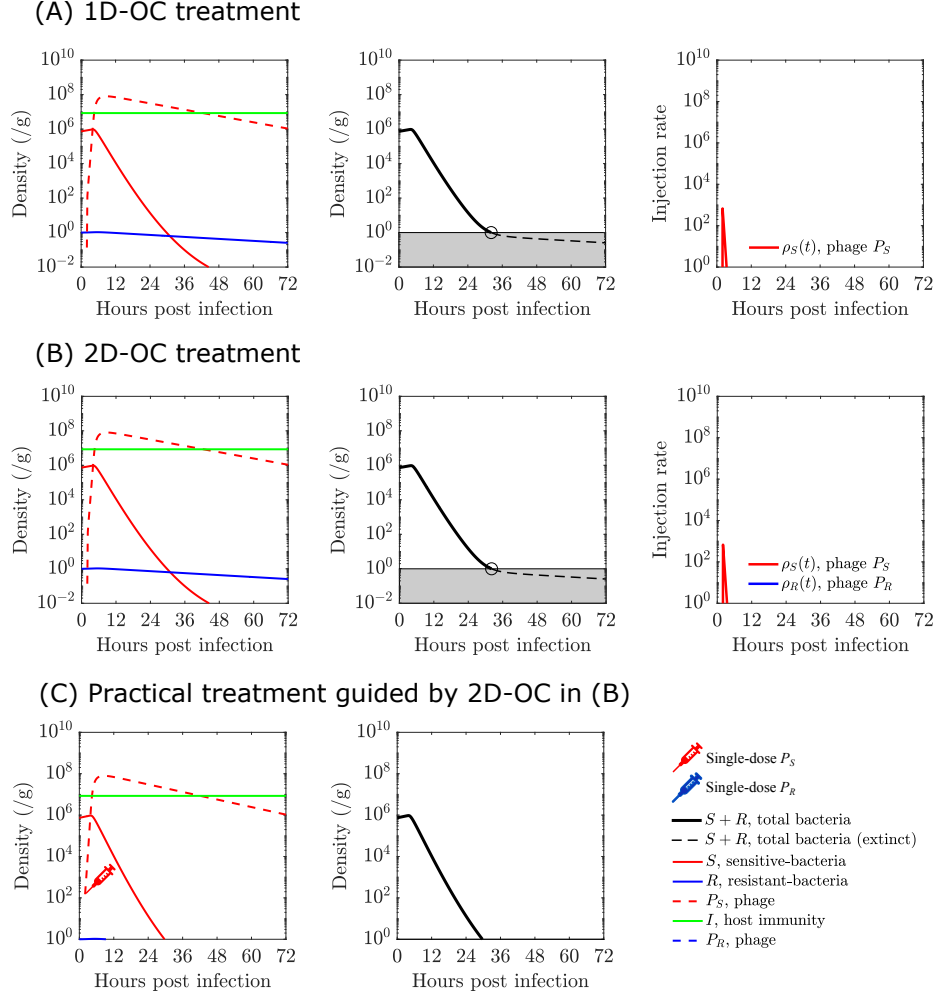 (A) 1D-OC treatment
10^10
10^8
10^6
10^4
10^2
10^0
10^−2
Density (/g)
0 12 24 36 48 60 72
Hours post infection
10^10
10^8
10^6
10^4
10^2
10^0
10^−2
Density (/g)
0 12 24 36 48 60 72
Hours post infection
10^10
10^8
10^6
10^4
10^2
10^0
Injection rate
ρ_S(t), phage P_S
0 12 24 36 48 60 72
Hours post infection
(B) 2D-OC treatment
10^10
10^8
10^6
10^4
10^2
10^0
10^−2
Density (/g)
0 12 24 36 48 60 72
Hours post infection
10^10
10^8
10^6
10^4
10^2
10^0
10^−2
Density (/g)
0 12 24 36 48 60 72
Hours post infection
10^10
10^8
10^6
10^4
10^2
10^0
Injection rate
ρ_S(t), phage P_S
ρ_R(t), phage P_R
0 12 24 36 48 60 72
Hours post infection
(C) Practical treatment guided by 2D-OC in (B)
10^10
10^8
10^6
10^4
10^2
10^0
Density (/g)
0 12 24 36 48 60 72
Hours post infection
10^10
10^8
10^6
10^4
10^2
10^0
Density (/g)
0 12 24 36 48 60 72
Hours post infection
Single-dose P_S
Single-dose P_R
S + R, total bacteria
S + R, total bacteria (extinct)
S, sensitive-bacteria
R, resistant-bacteria
P_S, phage
I, host immunity
P_R, phage